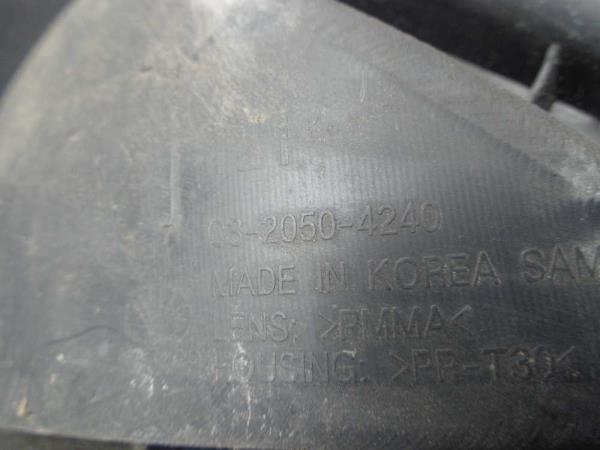 03-2050-4240
MADE IN KOREA SAM
LENS: >PMMA<
HOUSING: >PP-T30<